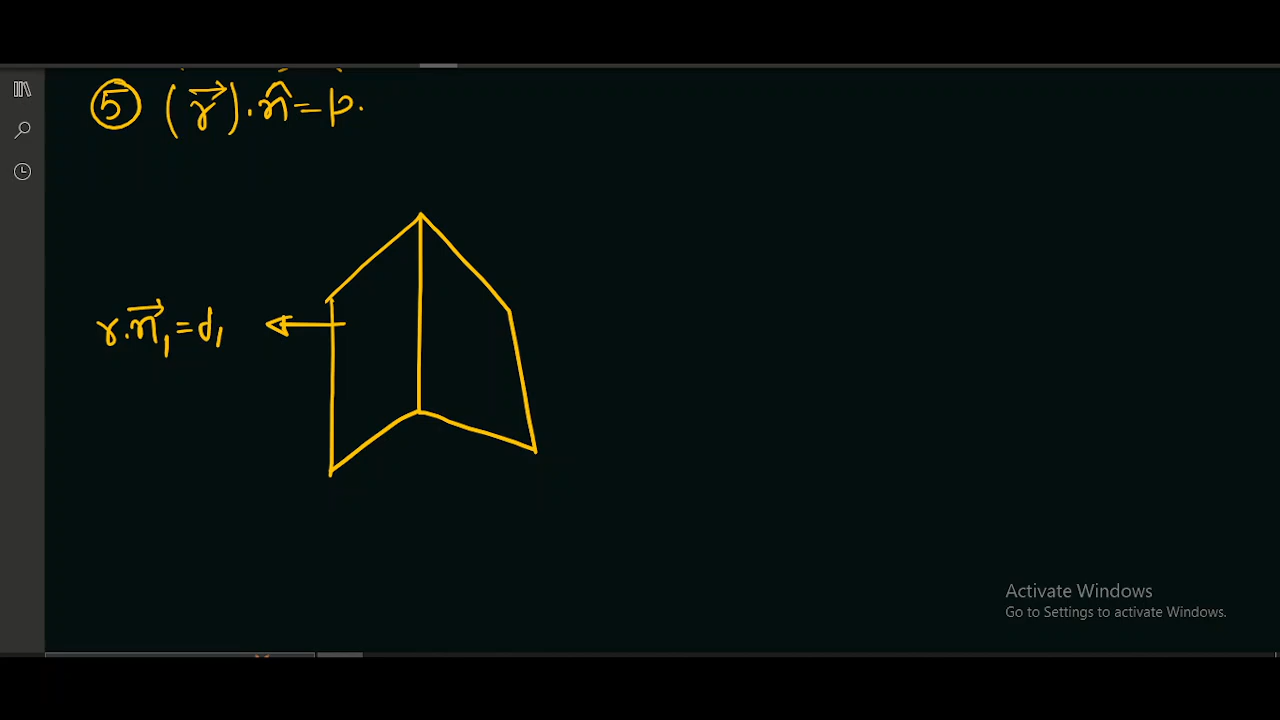 ⑤ (r⃗).n̂=p.
r.n⃗₁=d₁
Activate Windows
Go to Settings to activate Windows.